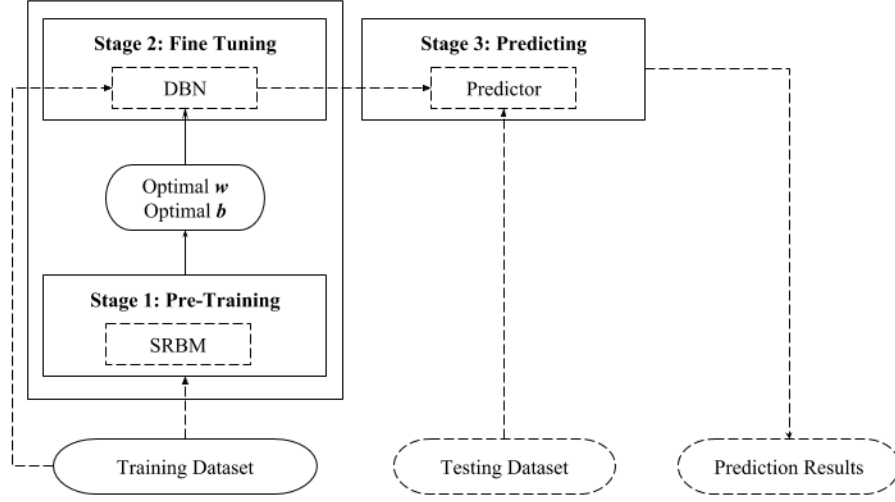 Stage 2: Fine Tuning
DBN
Stage 3: Predicting
Predictor
Optimal w
Optimal b
Stage 1: Pre-Training
SRBM
Training Dataset
Testing Dataset
Prediction Results